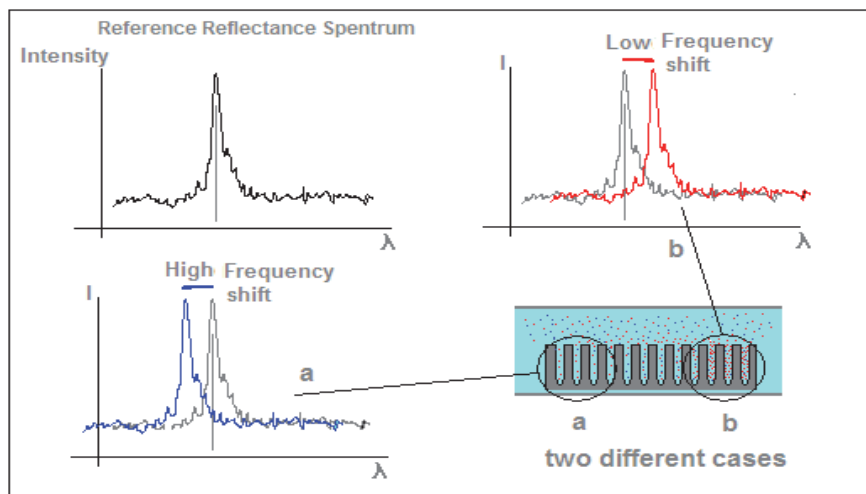 Reference Reflectance Spentrum
Intensity
λ
Low Frequency
shift
I
λ
b
High Frequency
shift
I
a
λ
a b
two different cases